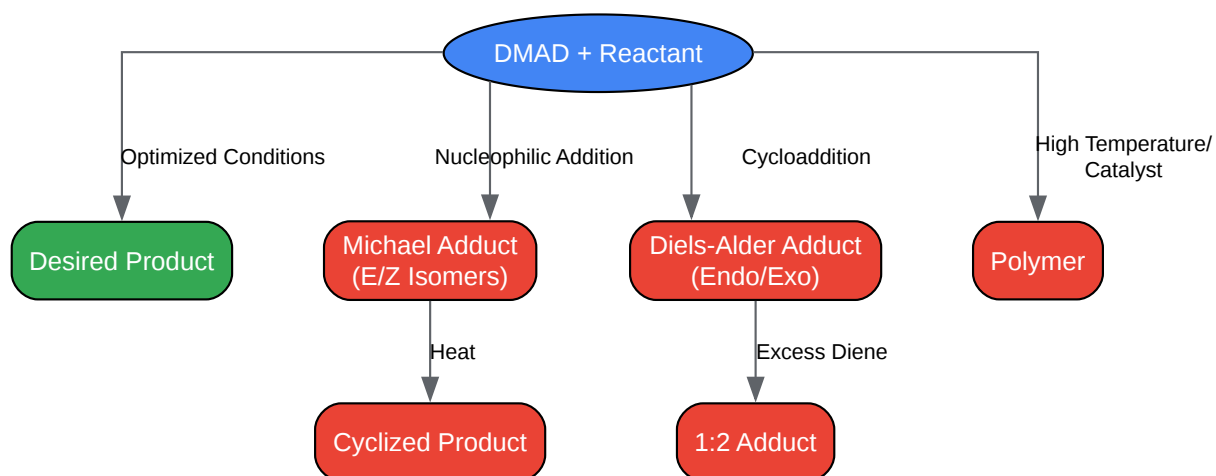 DMAD + Reactant
Optimized Conditions
Nucleophilic Addition
Cycloaddition
High Temperature/
Catalyst
Desired Product
Michael Adduct
(E/Z Isomers)
Diels-Alder Adduct
(Endo/Exo)
Polymer
Heat
Excess Diene
Cyclized Product
1:2 Adduct